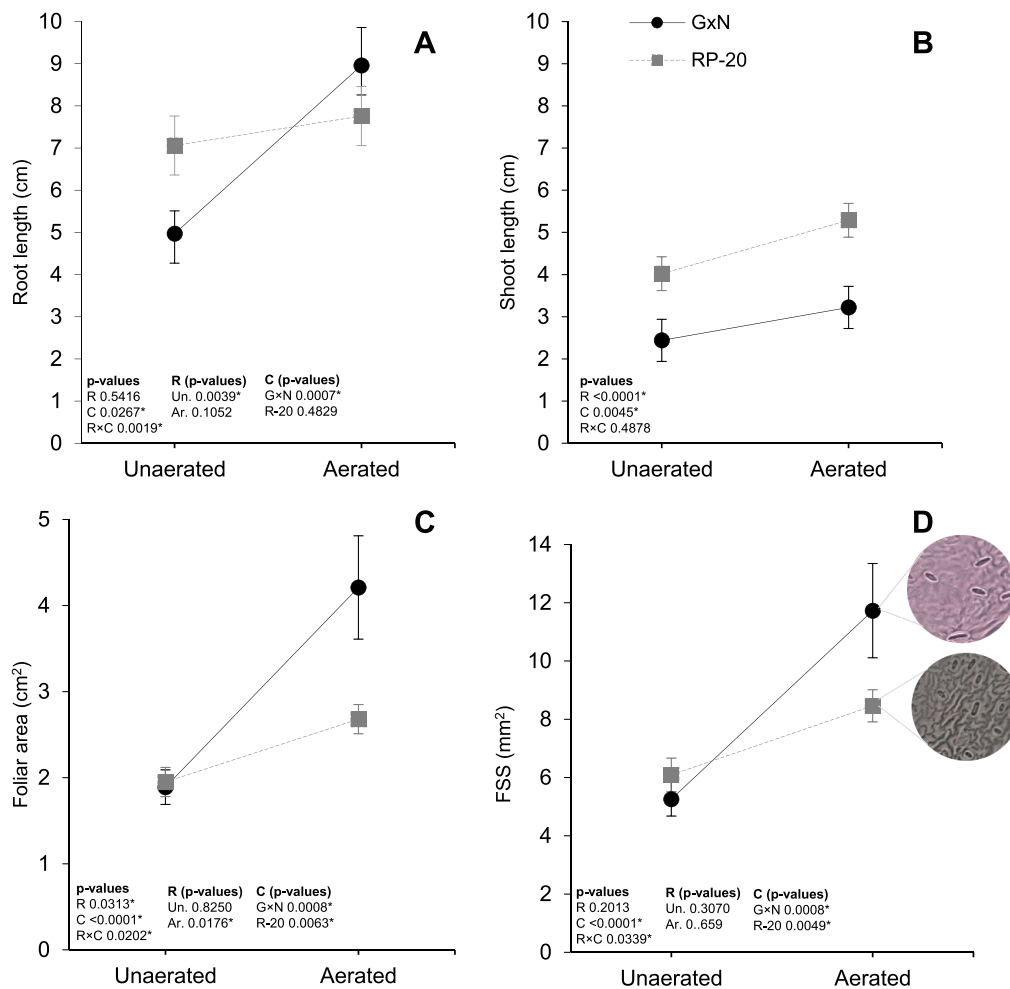 A
10
9
8
7
6
5
4
3
2
1
0
Root length (cm)
p-values
R 0.5416
C 0.0267*
R×C 0.0019*
R (p-values)
Un. 0.0039*
Ar. 0.1052
C (p-values)
G×N 0.0007*
R-20 0.4829
Unaerated
Aerated
B
GxN
RP-20
10
9
8
7
6
5
4
3
2
1
0
Shoot length (cm)
p-values
R <0.0001*
C 0.0045*
R×C 0.4878
Unaerated
Aerated
C
5
4
3
2
1
0
Foliar area (cm²)
p-values
R 0.0313*
C <0.0001*
R×C 0.0202*
R (p-values)
Un. 0.8250
Ar. 0.0176*
C (p-values)
G×N 0.0008*
R-20 0.0063*
Unaerated
Aerated
D
14
12
10
8
6
4
2
0
FSS (mm²)
p-values
R 0.2013
C <0.0001*
R×C 0.0339*
R (p-values)
Un. 0.3070
Ar. 0..659
C (p-values)
G×N 0.0008*
R-20 0.0049*
Unaerated
Aerated